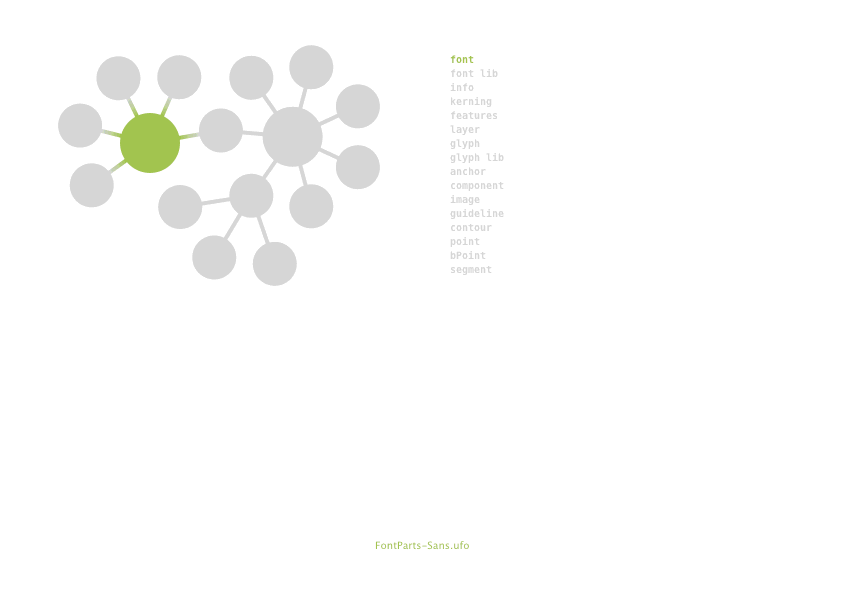 font
font lib
info
kerning
features
layer
glyph
glyph lib
anchor
component
image
guideline
contour
point
bPoint
segment
FontParts-Sans.ufo